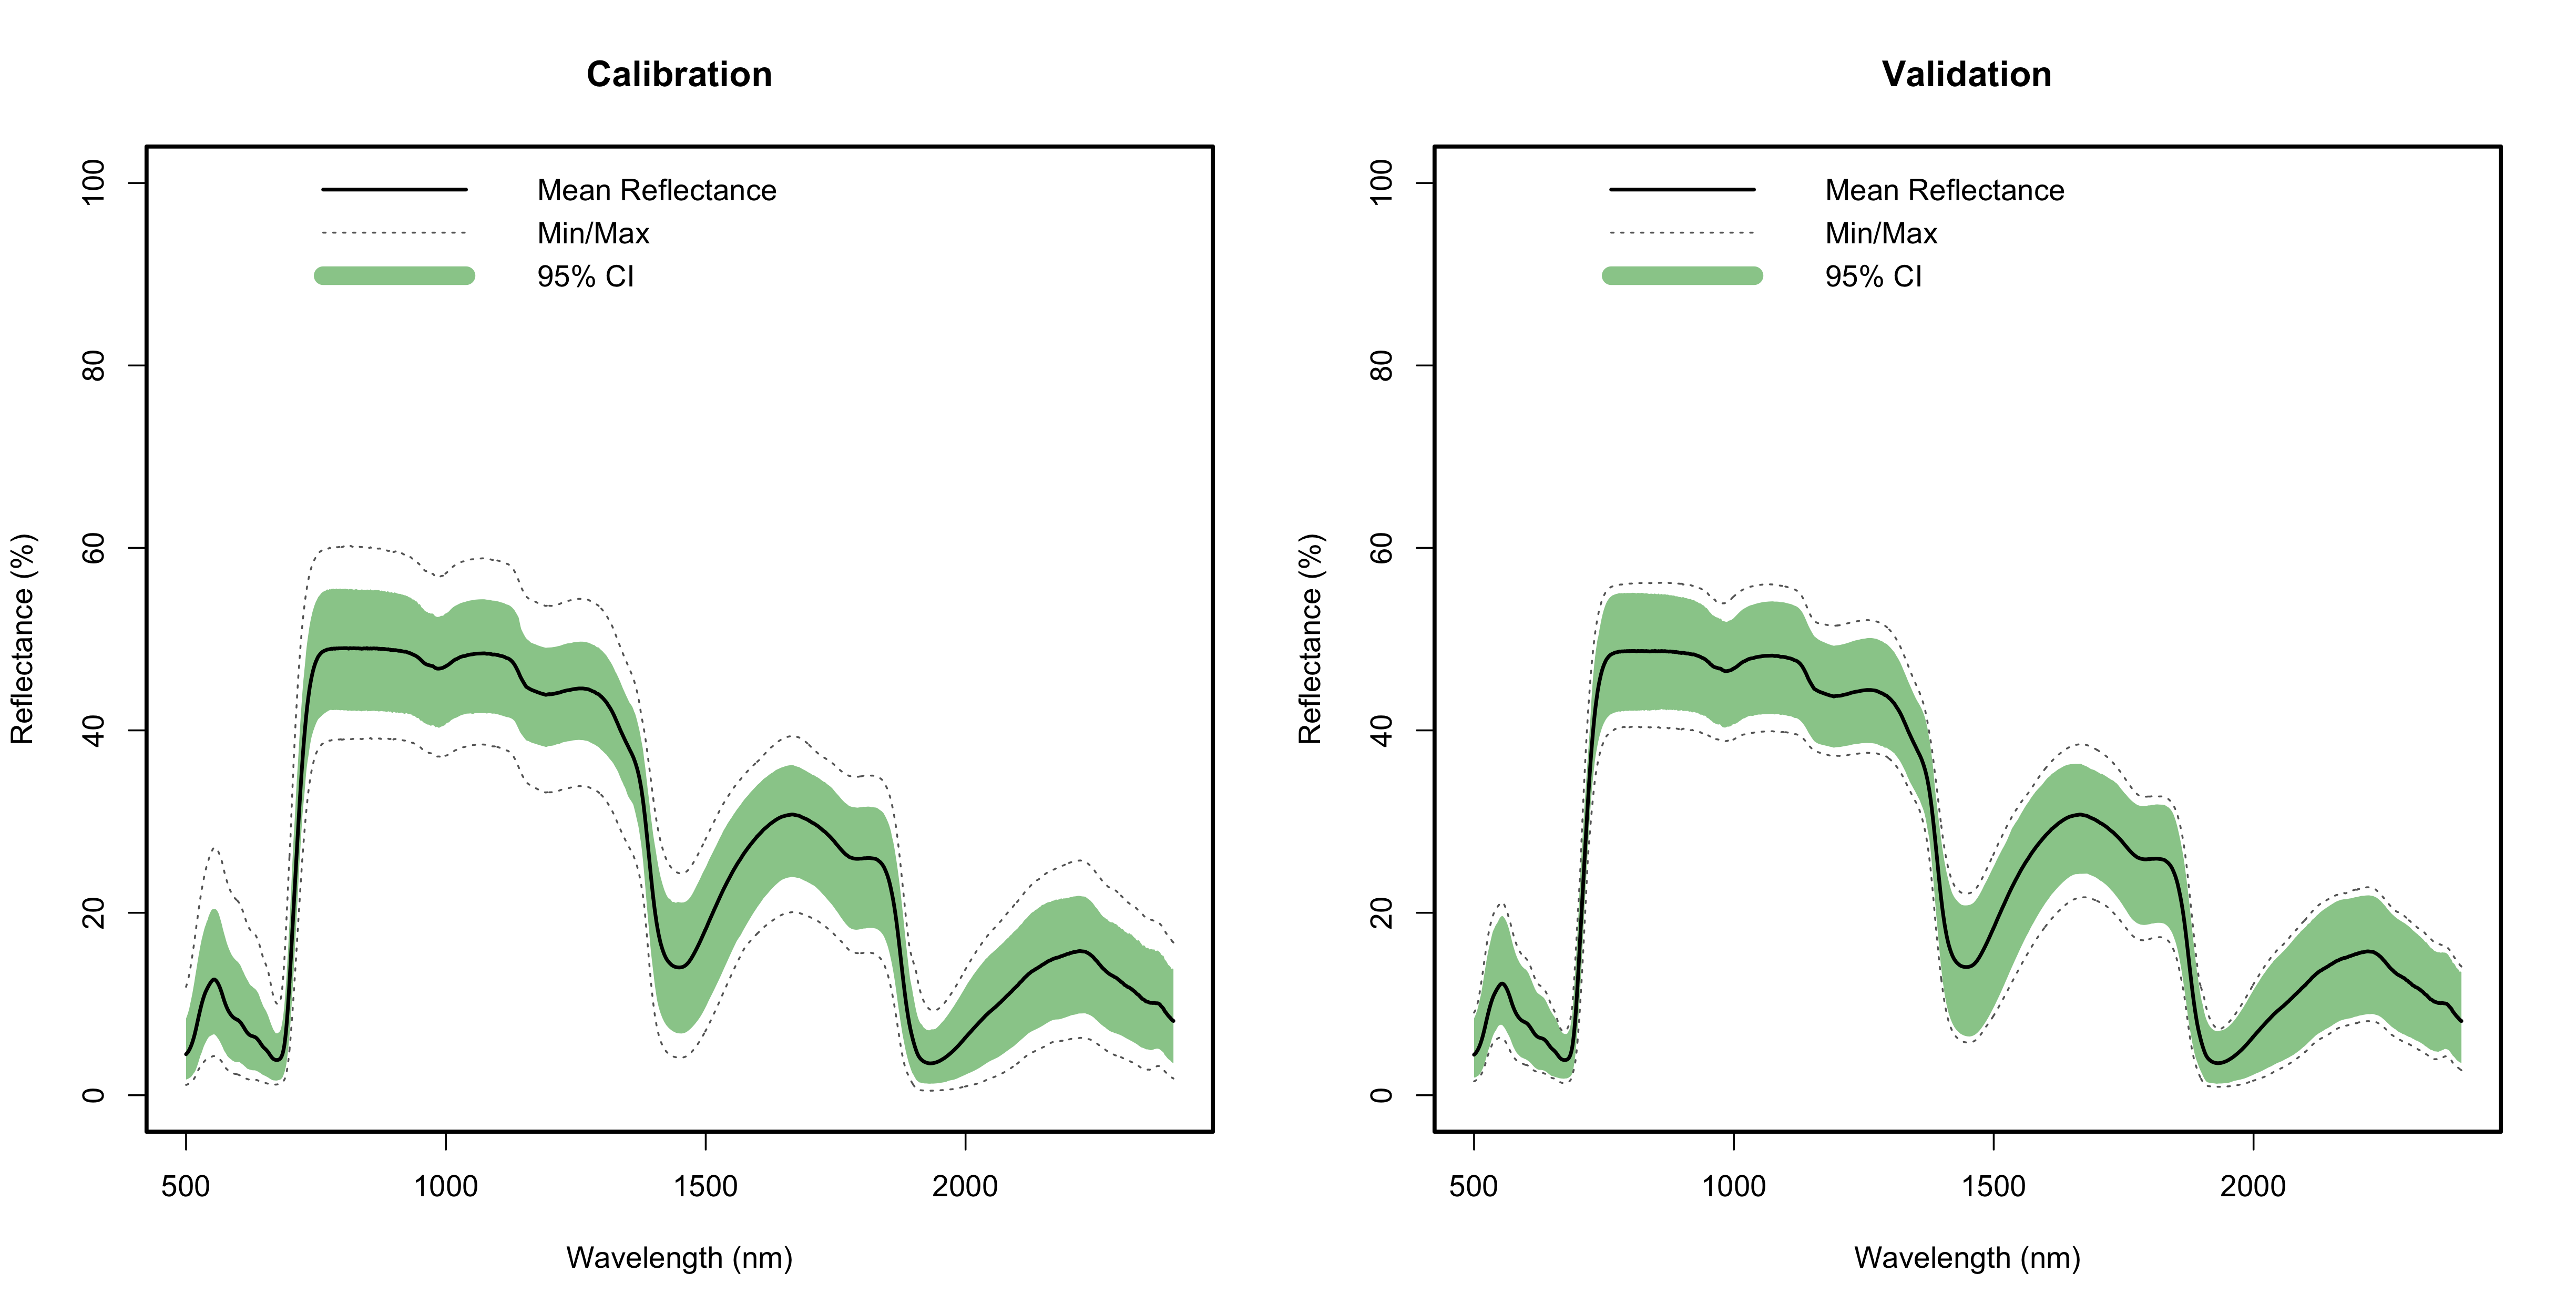 Calibration
Mean Reflectance
Min/Max
95% CI
Reflectance (%)
100
80
60
40
20
0
500 1000 1500 2000
Wavelength (nm)
Validation
Mean Reflectance
Min/Max
95% CI
Reflectance (%)
100
80
60
40
20
0
500 1000 1500 2000
Wavelength (nm)